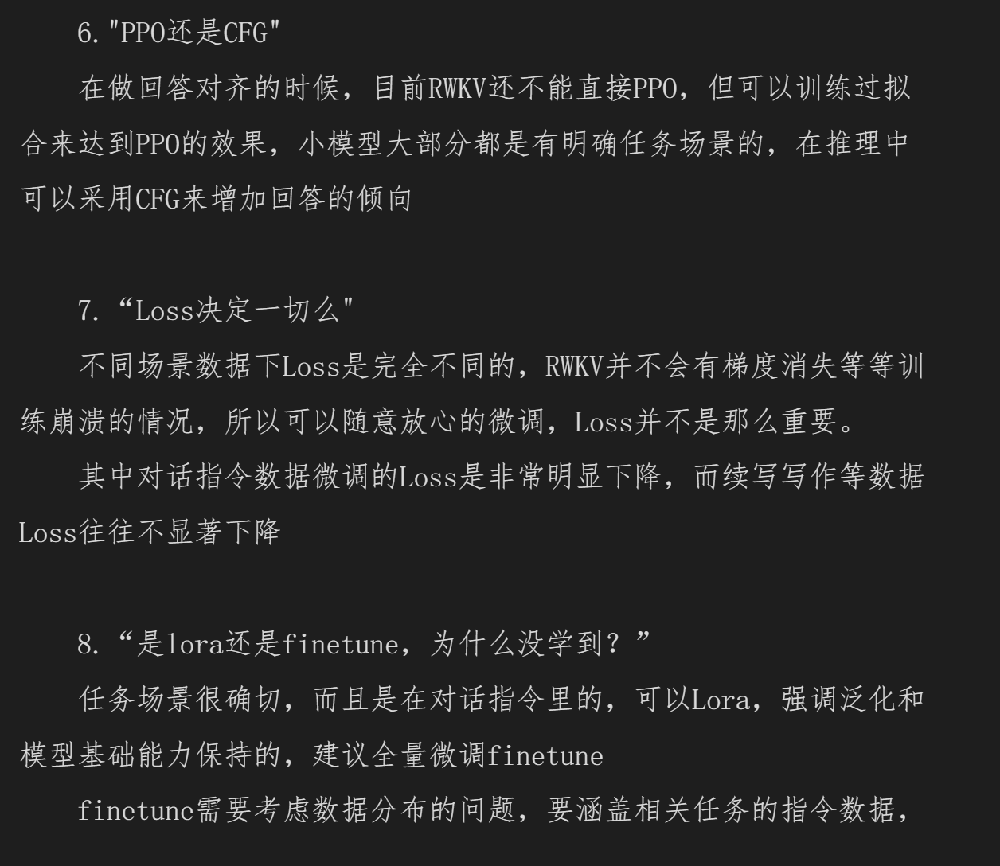 6."PPO还是CFG"
在做回答对齐的时候，目前RWKV还不能直接PPO，但可以训练过拟
合来达到PPO的效果，小模型大部分都是有明确任务场景的，在推理中
可以采用CFG来增加回答的倾向
7.“Loss决定一切么"
不同场景数据下Loss是完全不同的，RWKV并不会有梯度消失等等训
练崩溃的情况，所以可以随意放心的微调，Loss并不是那么重要。
其中对话指令数据微调的Loss是非常明显下降，而续写写作等数据
Loss往往不显著下降
8.“是lora还是finetune，为什么没学到？”
任务场景很确切，而且是在对话指令里的，可以Lora，强调泛化和
模型基础能力保持的，建议全量微调finetune
finetune需要考虑数据分布的问题，要涵盖相关任务的指令数据，